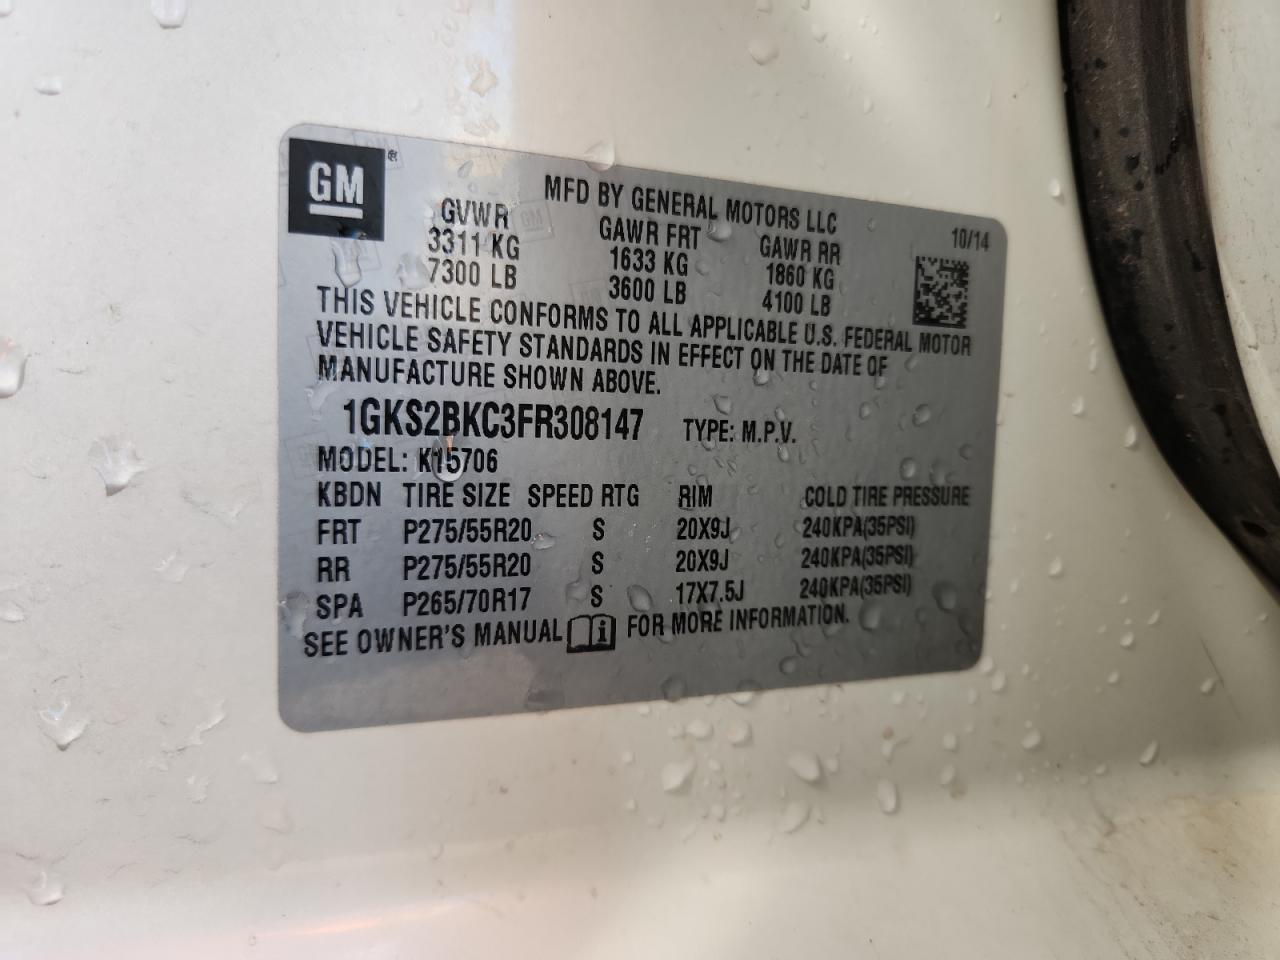 GM®
MFD BY GENERAL MOTORS LLC
10/14
GVWR GAWR FRT GAWR RR
3311 KG 1633 KG 1860 KG
7300 LB 3600 LB 4100 LB
THIS VEHICLE CONFORMS TO ALL APPLICABLE U.S. FEDERAL MOTOR
VEHICLE SAFETY STANDARDS IN EFFECT ON THE DATE OF
MANUFACTURE SHOWN ABOVE.
1GKS2BKC3FR308147 TYPE: M.P.V.
MODEL: K15706
KBDN TIRE SIZE SPEED RTG RIM COLD TIRE PRESSURE
FRT P275/55R20 S 20X9J 240KPA(35PSI)
RR P275/55R20 S 20X9J 240KPA(35PSI)
SPA P265/70R17 S 17X7.5J 240KPA(35PSI)
SEE OWNER'S MANUAL i FOR MORE INFORMATION.